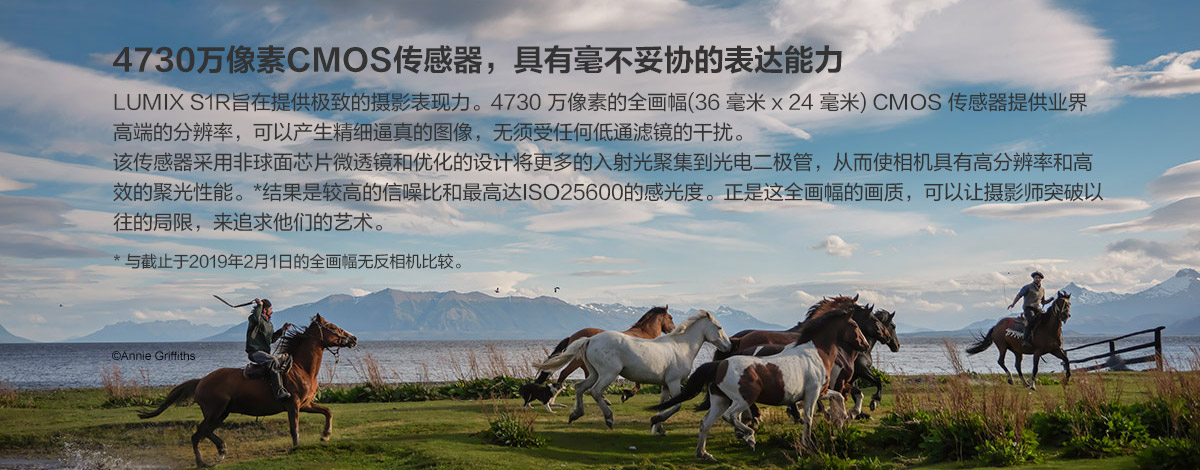 4730万像素CMOS传感器，具有毫不妥协的表达能力
LUMIX S1R旨在提供极致的摄影表现力。4730 万像素的全画幅(36 毫米 x 24 毫米) CMOS 传感器提供业界
高端的分辨率，可以产生精细逼真的图像，无须受任何低通滤镜的干扰。
该传感器采用非球面芯片微透镜和优化的设计将更多的入射光聚集到光电二极管，从而使相机具有高分辨率和高
效的聚光性能。*结果是较高的信噪比和最高达ISO25600的感光度。正是这全画幅的画质，可以让摄影师突破以
往的局限，来追求他们的艺术。
* 与截止于2019年2月1日的全画幅无反相机比较。
©Annie Griffiths